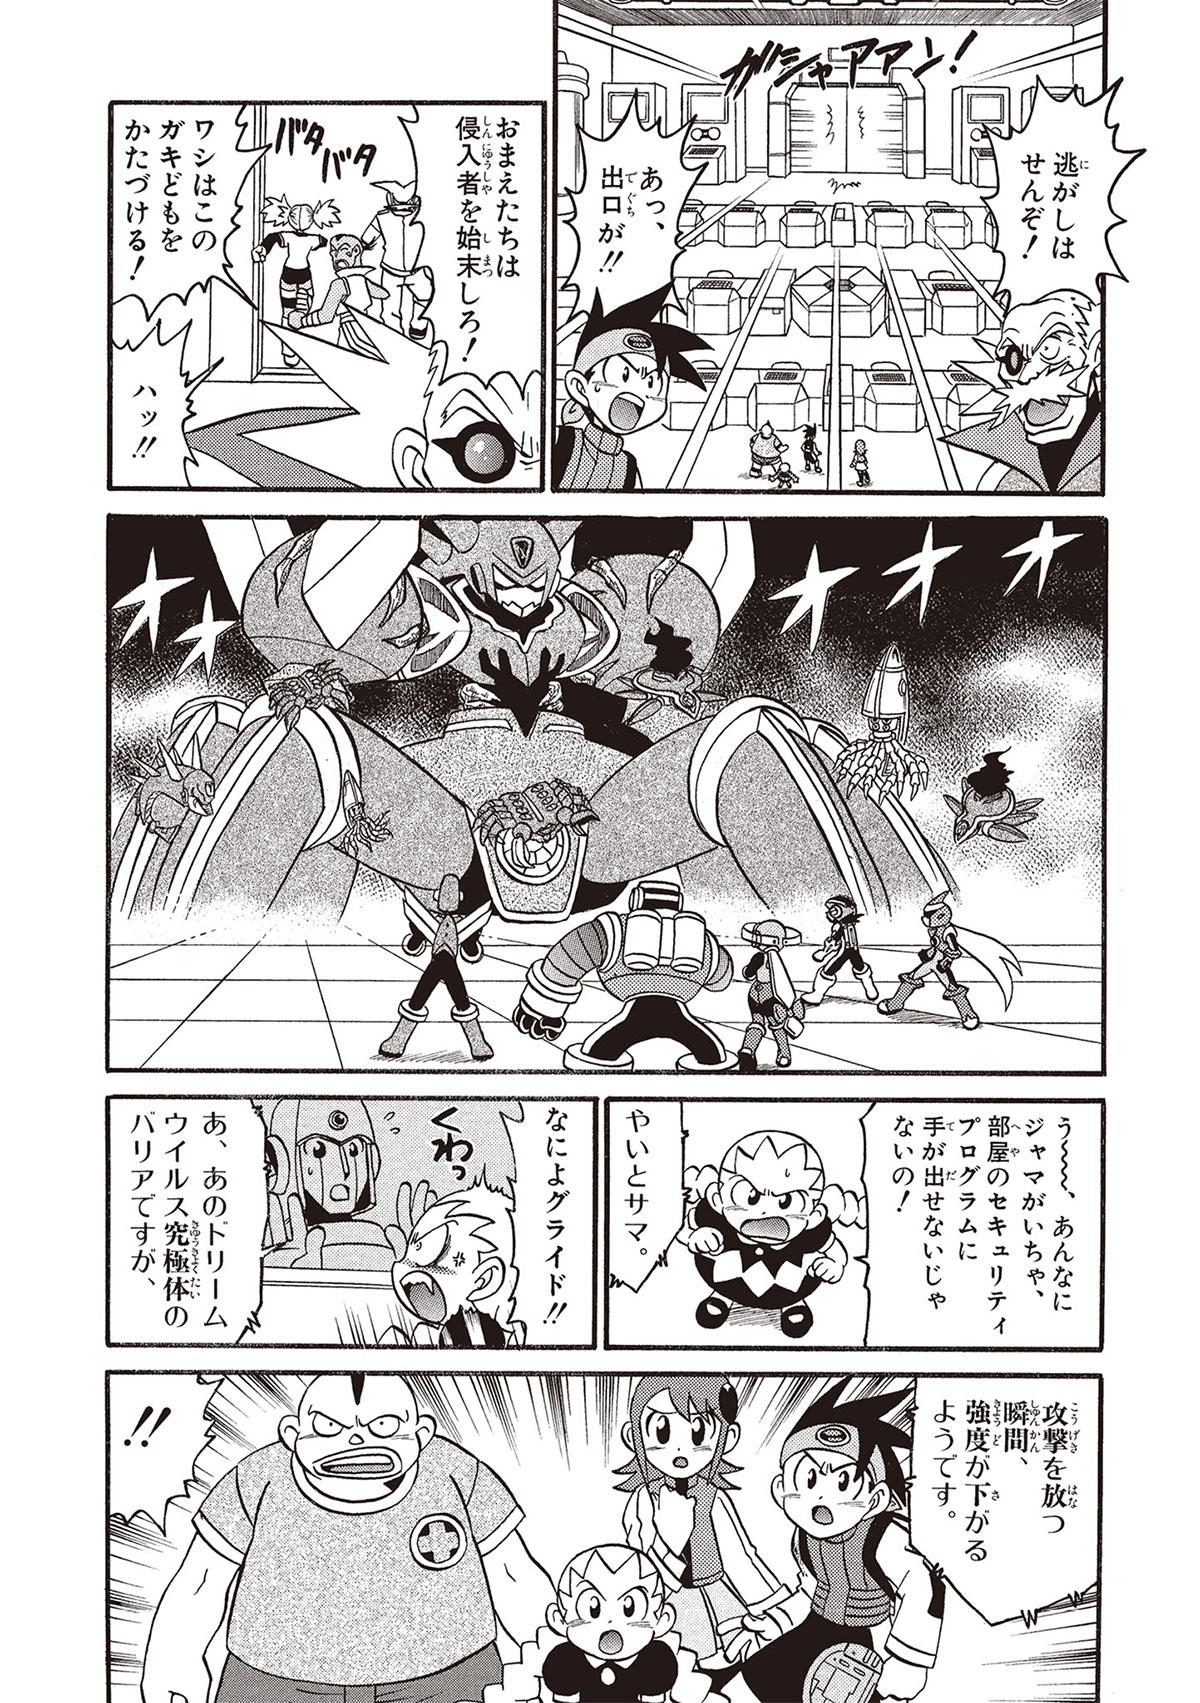 ガシャアアン！
逃がしは
せんぞ！
あっ、
出口が!!
おまえたちは
侵入者を始末しろ！
バタ
バタ
ワシはこの
ガキどもを
かたづける！
ハッ!!
う〜〜、あんなに
ジャマがいちゃ、
部屋のセキュリティ
プログラムに
手が出せないじゃ
ないの！
やいとサマ。
なによグライド!!
くわっ
あ、あのドリーム
ウイルス究極体の
バリアですが、
攻撃を放つ
瞬間、
強度が下がる
ようです。
!!